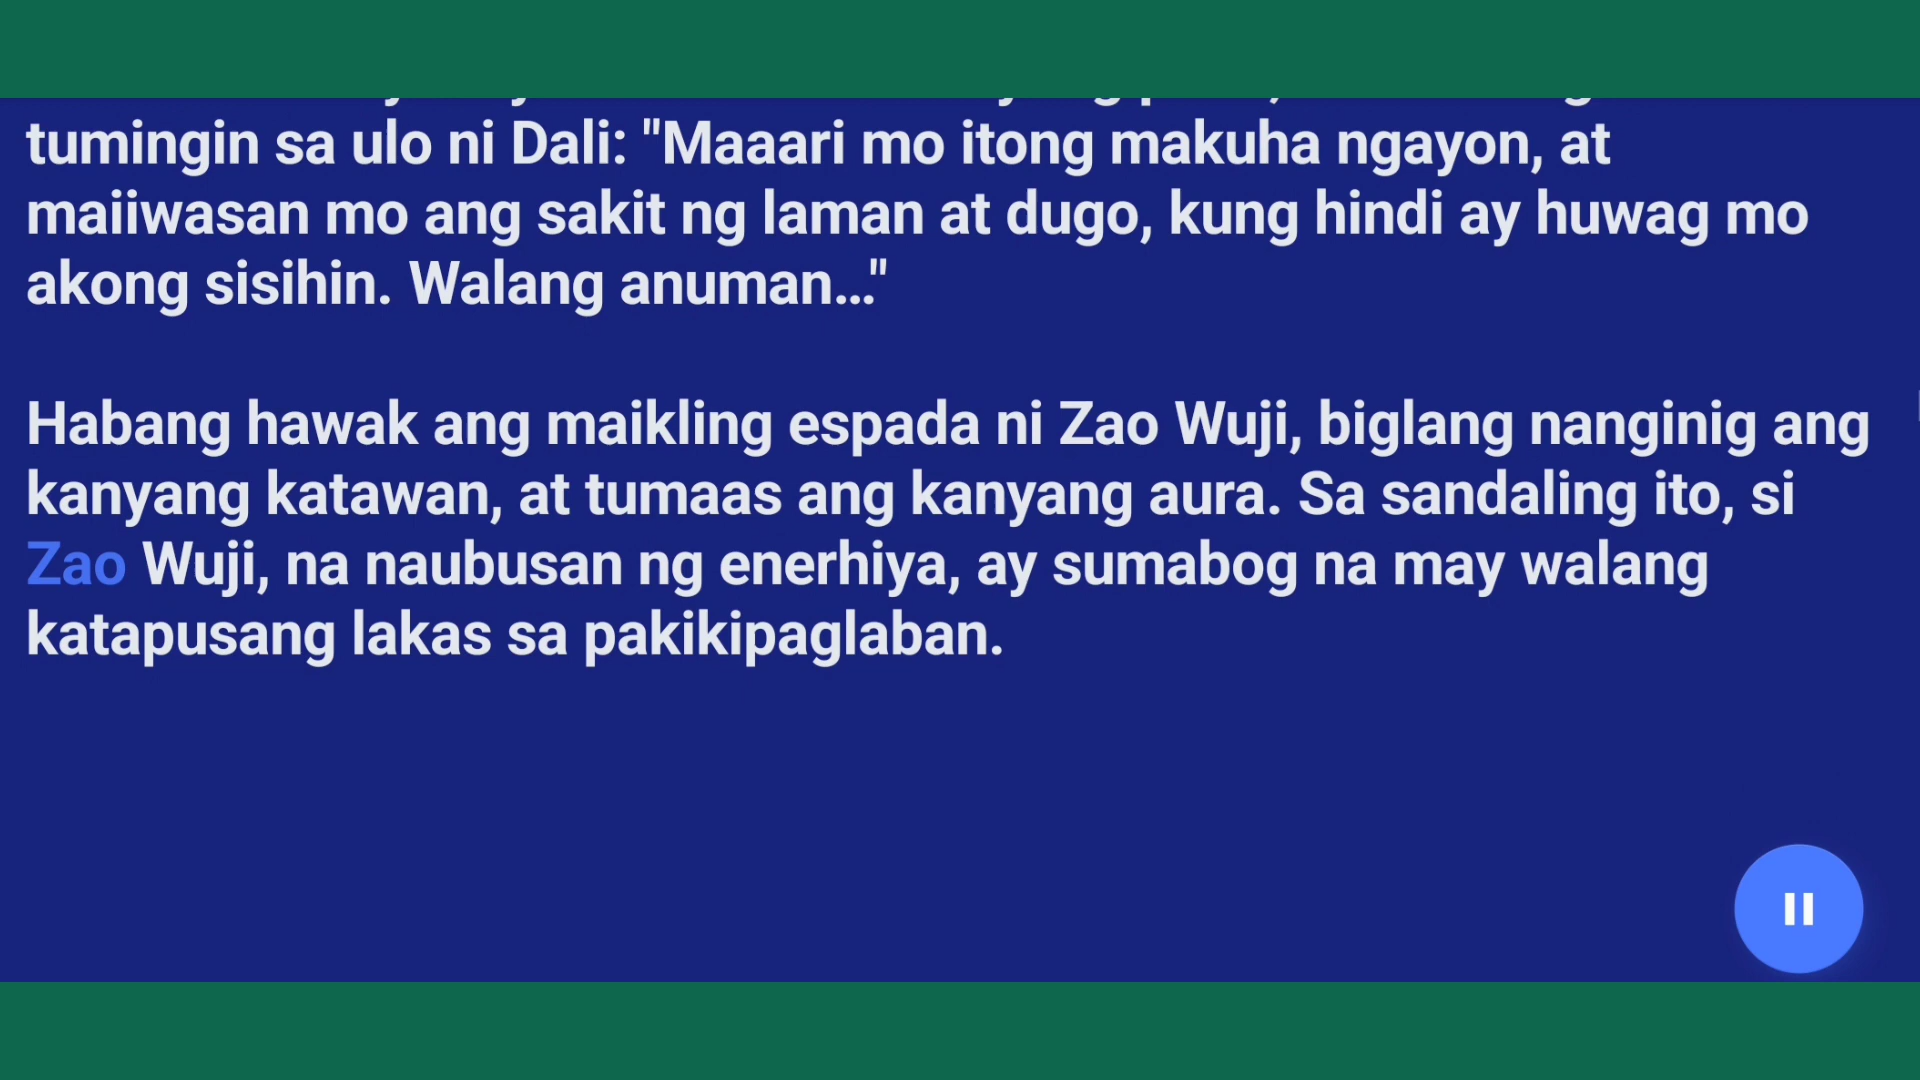 tumingin sa ulo ni Dali: "Maaari mo itong makuha ngayon, at
maiiwasan mo ang sakit ng laman at dugo, kung hindi ay huwag mo
akong sisihin. Walang anuman..."
Habang hawak ang maikling espada ni Zao Wuji, biglang nanginig ang
kanyang katawan, at tumaas ang kanyang aura. Sa sandaling ito, si
Zao Wuji, na naubusan ng enerhiya, ay sumabog na may walang
katapusang lakas sa pakikipaglaban.